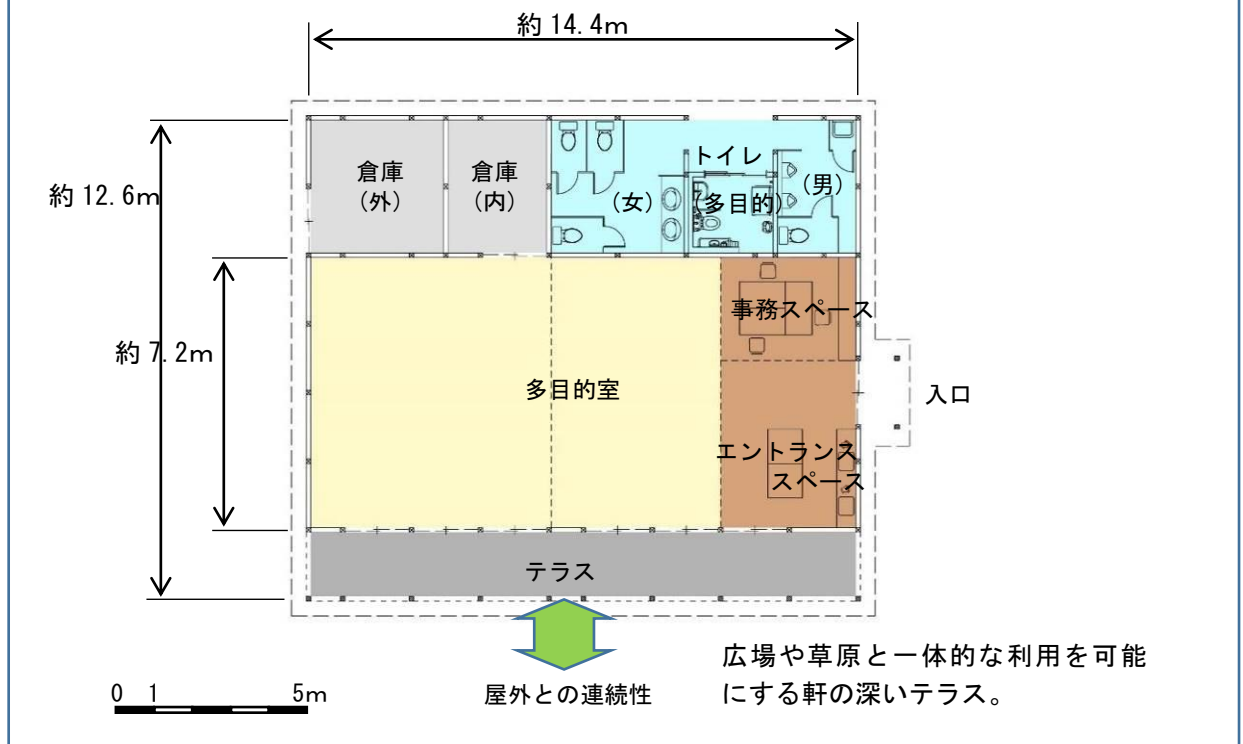 約 14.4m
約 12.6m
倉庫
（外）
倉庫
（内）
トイレ
（女）
（多目的）
（男）
約 7.2m
事務スペース
多目的室
入口
エントランス
スペース
テラス
広場や草原と一体的な利用を可能
にする軒の深いテラス。
屋外との連続性
0 1 5m